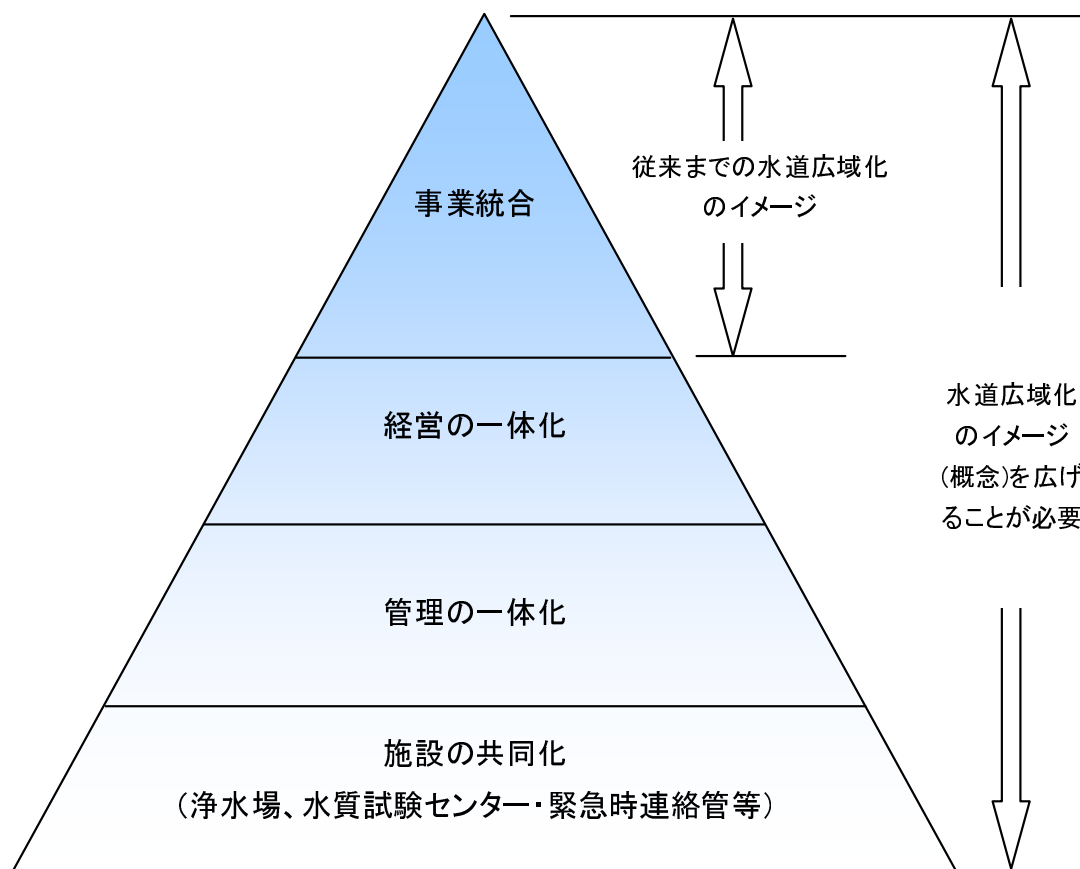 従来までの水道広域化
のイメージ
事業統合
水道広域化
のイメージ
(概念)を広げ
ることが必要
経営の一体化
管理の一体化
施設の共同化
(浄水場、水質試験センター・緊急時連絡管等)